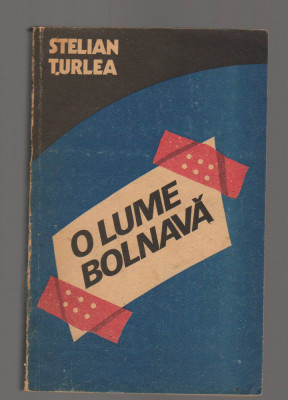 STELIAN
ȚURLEA
O LUME
BOLNAVĂ